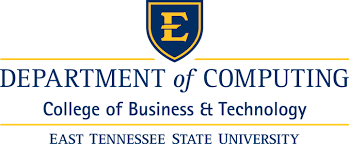 E
DEPARTMENT of COMPUTING
College of Business & Technology
EAST TENNESSEE STATE UNIVERSITY